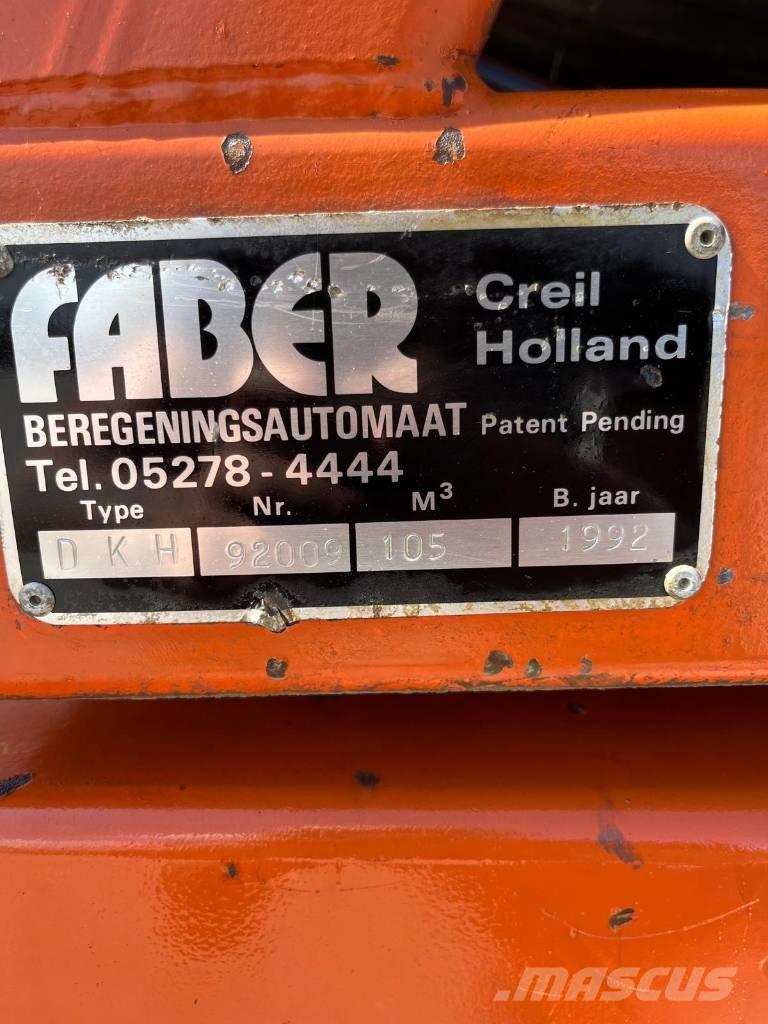 FABER
Creil
Holland
BEREGENINGSAUTOMAAT Patent Pending
Tel. 05278 - 4444
Type Nr. M³ B. jaar
D K H 92009 105 1992
MASCUS